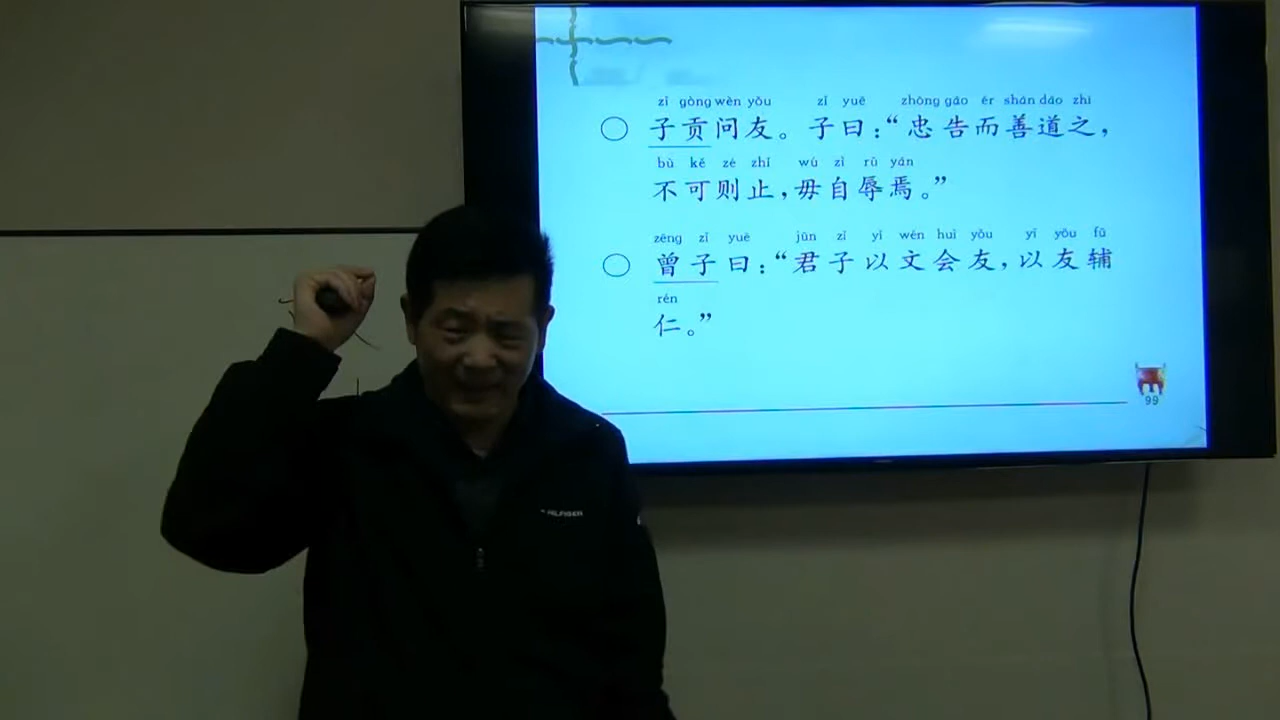 zǐ gòng wèn yǒu zǐ yuē zhōng gào ér shàn dào zhī
子贡问友。子曰：“忠告而善道之，
bù kě zé zhǐ wú zì rǔ yān
不可则止，毋自辱焉。”
zēng zǐ yuē jūn zǐ yǐ wén huì yǒu yǐ yǒu fǔ
曾子曰：“君子以文会友，以友辅
rén
仁。”
99
HILFIGER